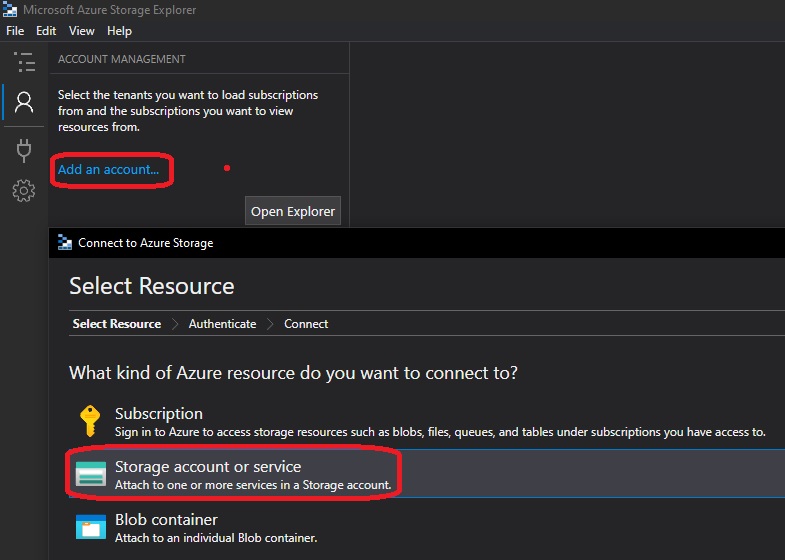 Microsoft Azure Storage Explorer
File Edit View Help
ACCOUNT MANAGEMENT
Select the tenants you want to load subscriptions
from and the subscriptions you want to view
resources from.
Add an account...
Open Explorer
Connect to Azure Storage
Select Resource
Select Resource Authenticate Connect
What kind of Azure resource do you want to connect to?
Subscription
Sign in to Azure to access storage resources such as blobs, files, queues, and tables under subscriptions you have access to.
Storage account or service
Attach to one or more services in a Storage account.
Blob container
Attach to an individual Blob container.